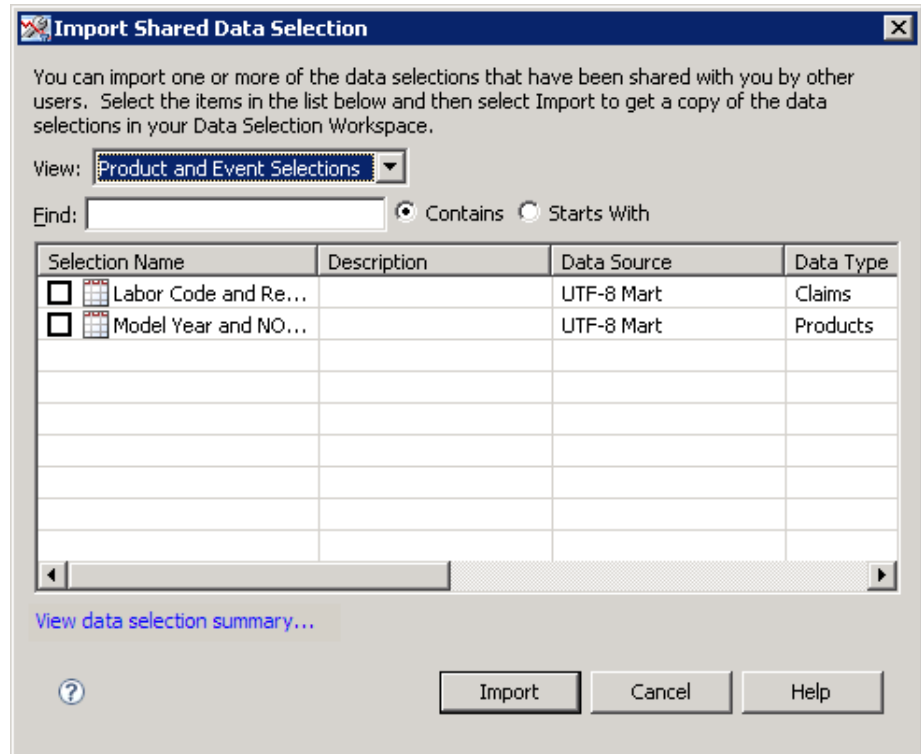 Import Shared Data Selection
You can import one or more of the data selections that have been shared with you by other
users.  Select the items in the list below and then select Import to get a copy of the data
selections in your Data Selection Workspace.
View: Product and Event Selections
Find: Contains Starts With
Selection Name Description Data Source Data Type
Labor Code and Re... UTF-8 Mart Claims
Model Year and NO... UTF-8 Mart Products
View data selection summary...
? Import Cancel Help